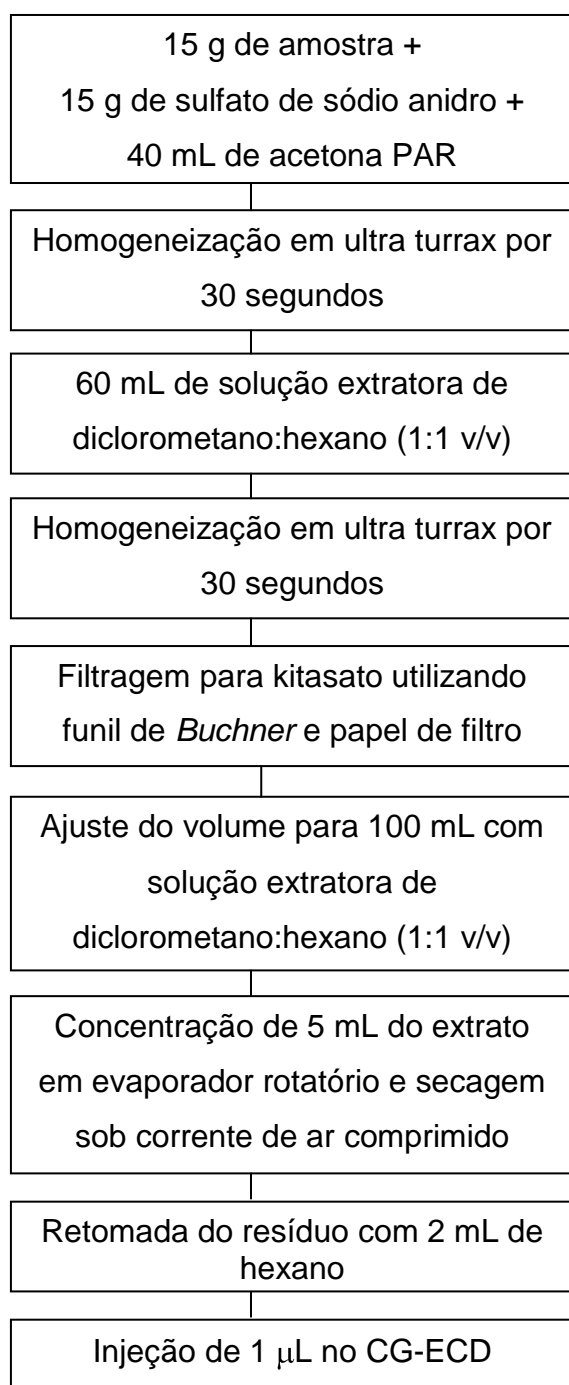 15 g de amostra +
15 g de sulfato de sódio anidro +
40 mL de acetona PAR
Homogeneização em ultra turrax por
30 segundos
60 mL de solução extratora de
diclorometano:hexano (1:1 v/v)
Homogeneização em ultra turrax por
30 segundos
Filtragem para kitasato utilizando
funil de Buchner e papel de filtro
Ajuste do volume para 100 mL com
solução extratora de
diclorometano:hexano (1:1 v/v)
Concentração de 5 mL do extrato
em evaporador rotatório e secagem
sob corrente de ar comprimido
Retomada do resíduo com 2 mL de
hexano
Injeção de 1 μL no CG-ECD